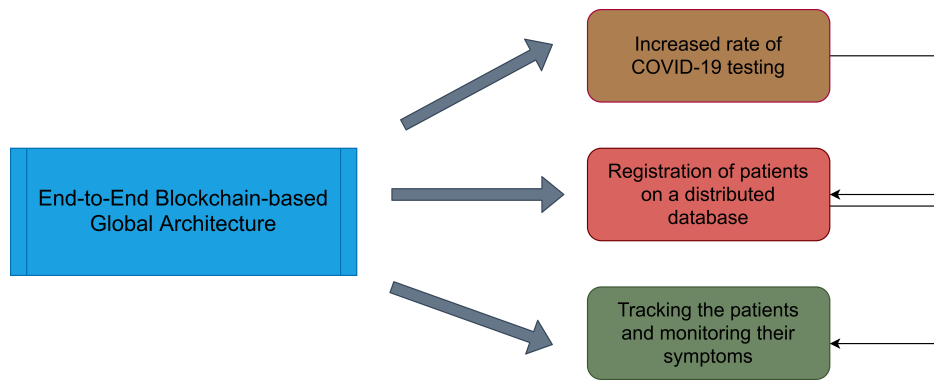 End-to-End Blockchain-based
Global Architecture
Increased rate of
COVID-19 testing
Registration of patients
on a distributed
database
Tracking the patients
and monitoring their
symptoms